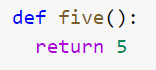 def five():
  return 5